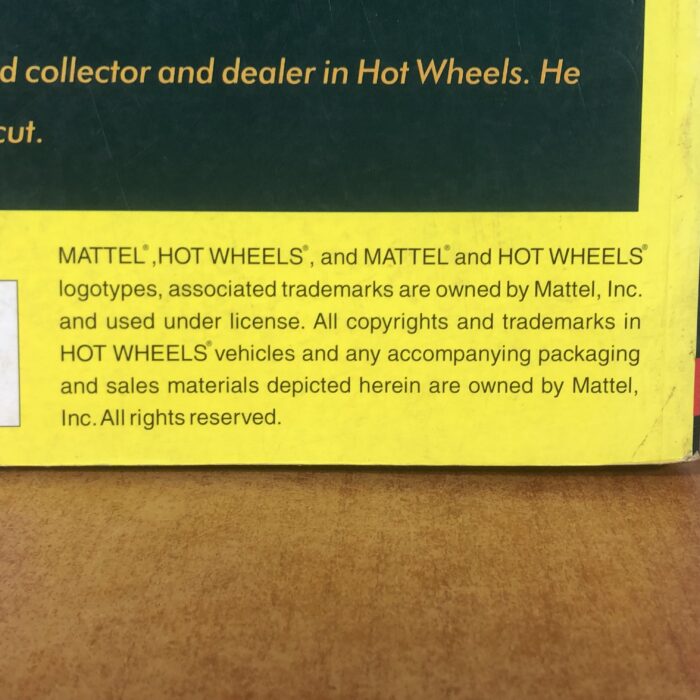 d collector and dealer in Hot Wheels. He
cut.
MATTEL®,HOT WHEELS®, and MATTEL® and HOT WHEELS®
logotypes, associated trademarks are owned by Mattel, Inc.
and used under license. All copyrights and trademarks in
HOT WHEELS® vehicles and any accompanying packaging
and sales materials depicted herein are owned by Mattel,
Inc. All rights reserved.